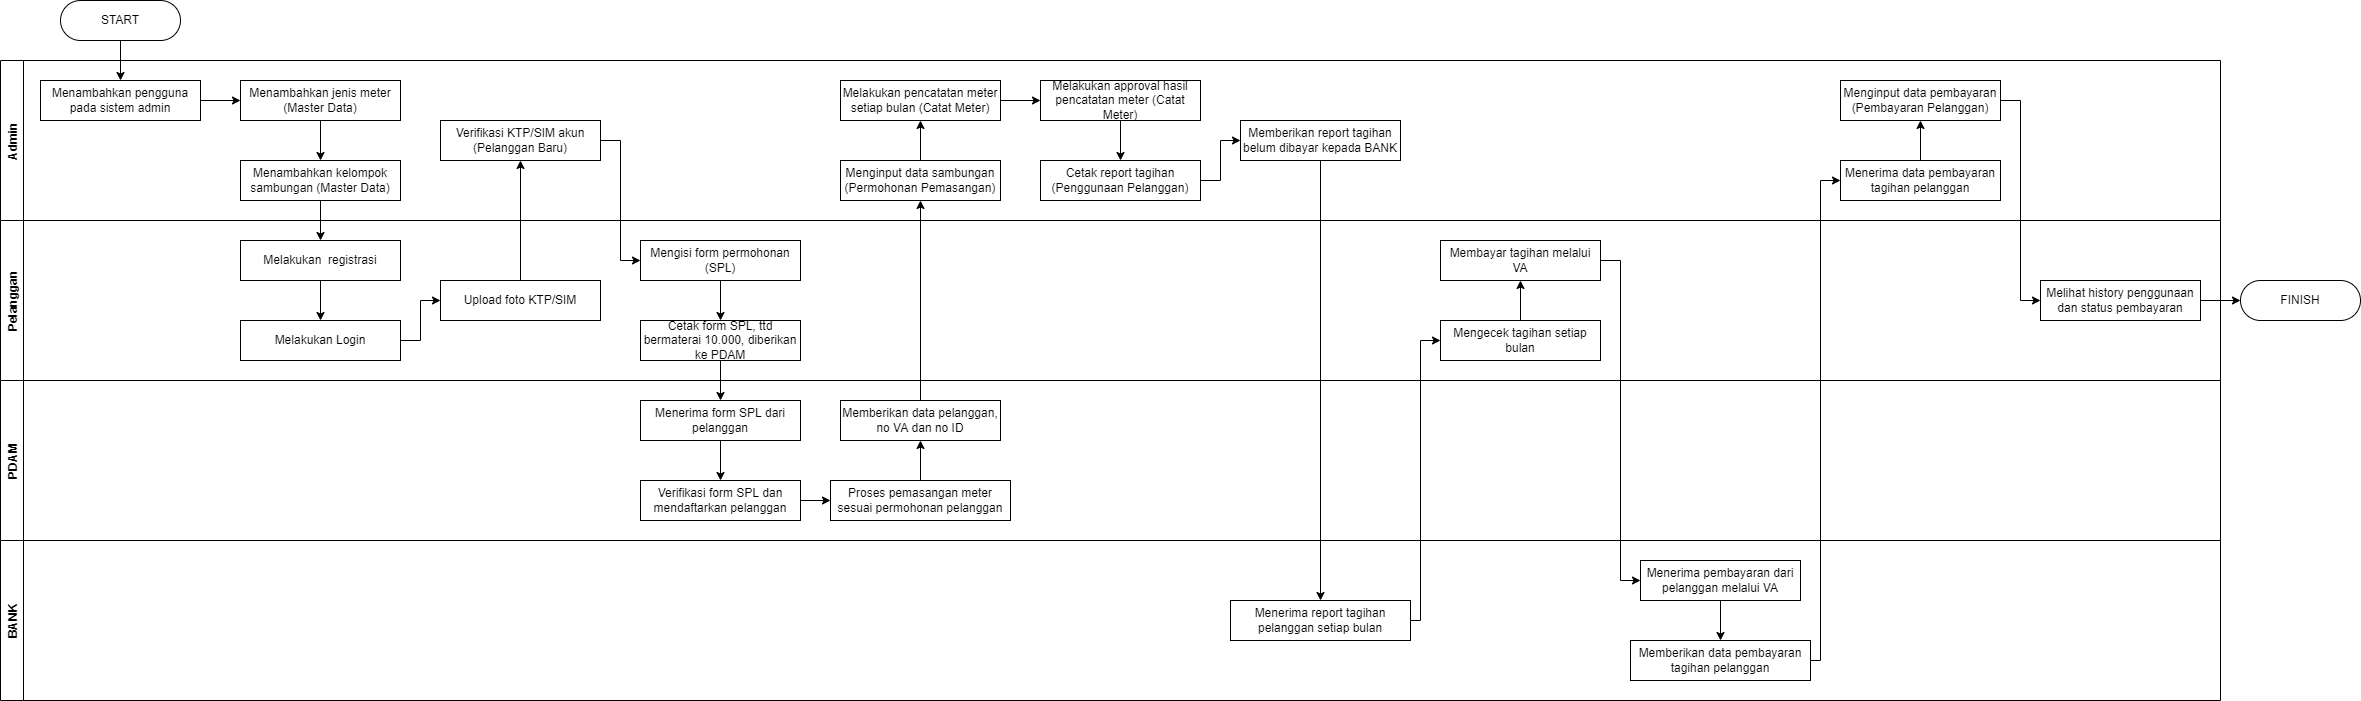 START
Admin
Menambahkan pengguna
pada sistem admin
Menambahkan jenis meter
(Master Data)
Menambahkan kelompok
sambungan (Master Data)
Verifikasi KTP/SIM akun
(Pelanggan Baru)
Melakukan pencatatan meter
setiap bulan (Catat Meter)
Menginput data sambungan
(Permohonan Pemasangan)
Melakukan approval hasil
pencatatan meter (Catat
Meter)
Cetak report tagihan
(Penggunaan Pelanggan)
Memberikan report tagihan
belum dibayar kepada BANK
Menginput data pembayaran
(Pembayaran Pelanggan)
Menerima data pembayaran
tagihan pelanggan
Pelanggan
Melakukan  registrasi
Melakukan Login
Upload foto KTP/SIM
Mengisi form permohonan
(SPL)
Cetak form SPL, ttd
bermaterai 10.000, diberikan
ke PDAM
Membayar tagihan melalui
VA
Mengecek tagihan setiap
bulan
Melihat history penggunaan
dan status pembayaran
FINISH
PDAM
Menerima form SPL dari
pelanggan
Verifikasi form SPL dan
mendaftarkan pelanggan
Memberikan data pelanggan,
no VA dan no ID
Proses pemasangan meter
sesuai permohonan pelanggan
BANK
Menerima report tagihan
pelanggan setiap bulan
Menerima pembayaran dari
pelanggan melalui VA
Memberikan data pembayaran
tagihan pelanggan